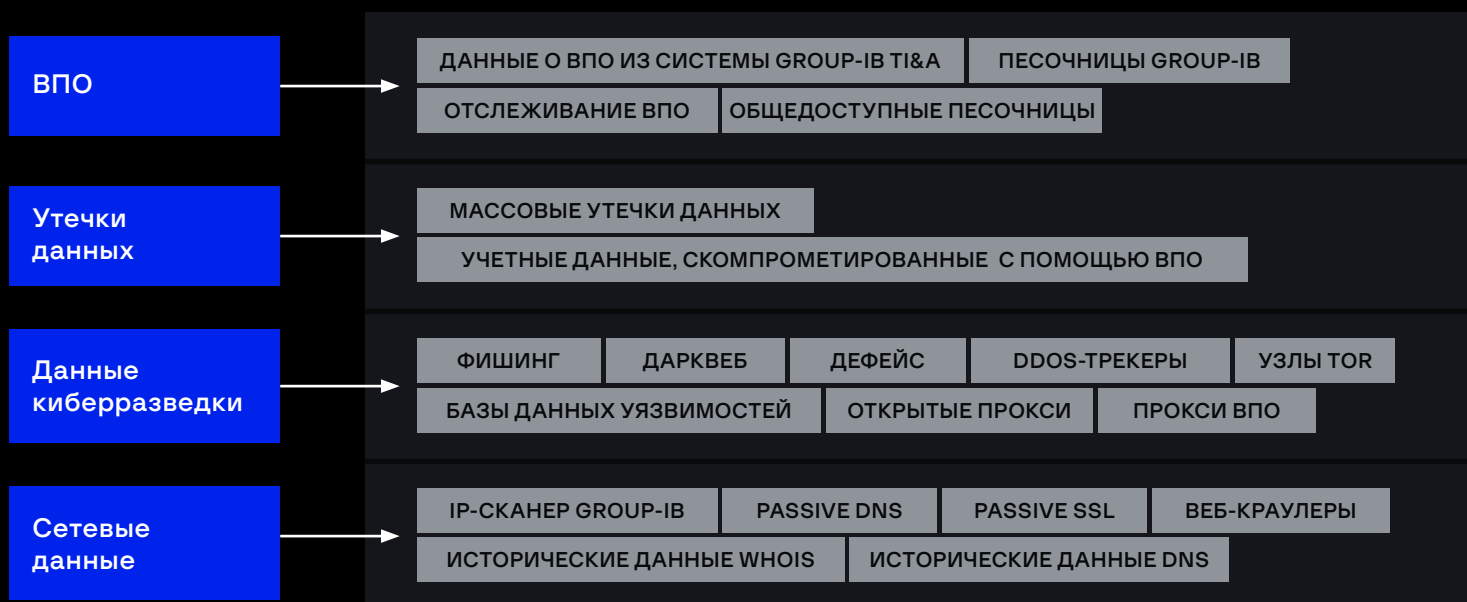 ВПО
ДАННЫЕ О ВПО ИЗ СИСТЕМЫ GROUP-IB TI&A ПЕСОЧНИЦЫ GROUP-IB
ОТСЛЕЖИВАНИЕ ВПО ОБЩЕДОСТУПНЫЕ ПЕСОЧНИЦЫ
Утечки
данных
МАССОВЫЕ УТЕЧКИ ДАННЫХ
УЧЕТНЫЕ ДАННЫЕ, СКОМПРОМЕТИРОВАННЫЕ С ПОМОЩЬЮ ВПО
Данные
киберразведки
ФИШИНГ ДАРКВЕБ ДЕФЕЙС DDOS-ТРЕКЕРЫ УЗЛЫ TOR
БАЗЫ ДАННЫХ УЯЗВИМОСТЕЙ ОТКРЫТЫЕ ПРОКСИ ПРОКСИ ВПО
Сетевые
данные
IP-СКАНЕР GROUP-IB PASSIVE DNS PASSIVE SSL ВЕБ-КРАУЛЕРЫ
ИСТОРИЧЕСКИЕ ДАННЫЕ WHOIS ИСТОРИЧЕСКИЕ ДАННЫЕ DNS